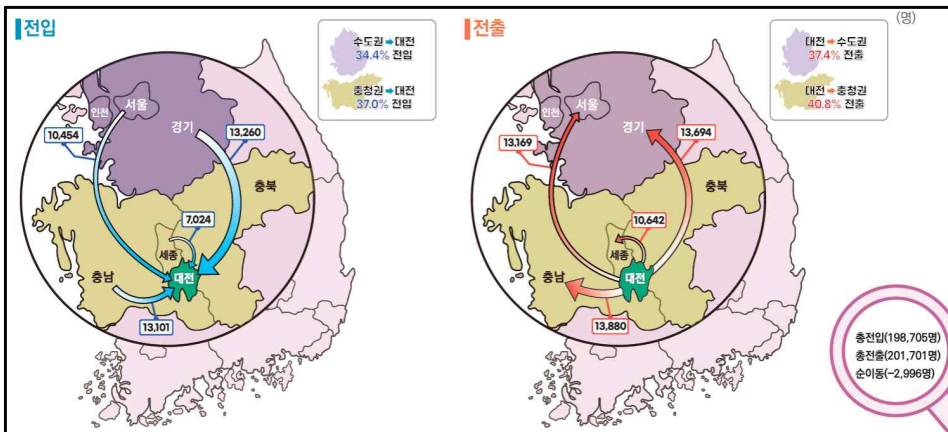 (명)
전입
수도권 ➡ 대전
34.4% 전입
충청권 ➡ 대전
37.0% 전입
서울
인천
경기
10,454
13,260
충북
7,024
세종
충남
대전
13,101
전출
대전 ➡ 수도권
37.4% 전출
대전 ➡ 충청권
40.8% 전출
서울
인천
경기
13,169
13,694
충북
10,642
세종
충남
대전
13,880
총전입(198,705명)
총전출(201,701명)
순이동(-2,996명)